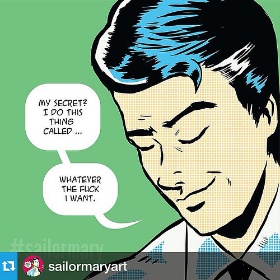 MY SECRET?
I DO THIS
THING
CALLED ...
WHATEVER
THE FUCK
I WANT.
#sailormary
sailormaryart